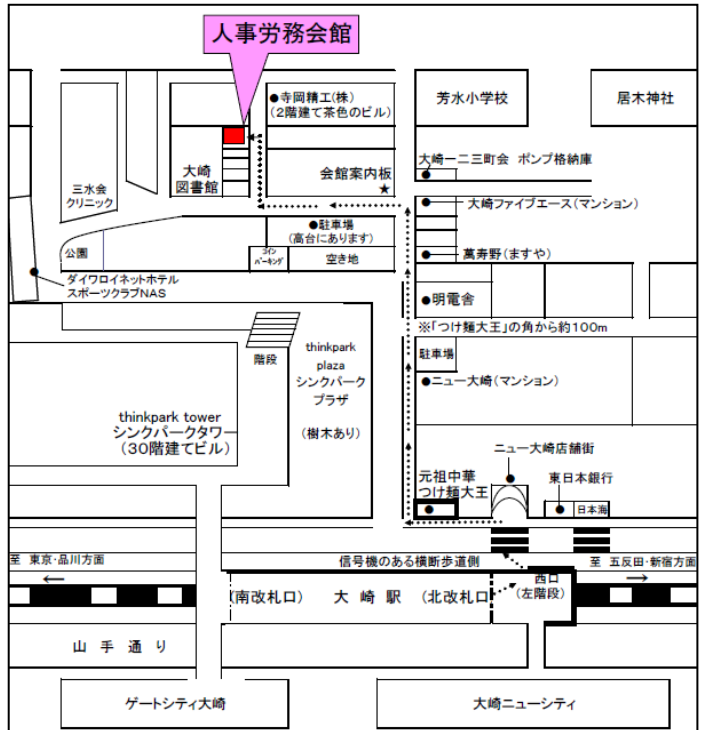 人事労務会館
●寺岡精工(株)
(2階建て茶色のビル)
芳水小学校
居木神社
大崎一二三町会 ポンプ格納庫
大崎
図書館
会館案内板
★
三水会
クリニック
大崎ファイブエース(マンション)
●駐車場
(高台にあります)
公園
コイン
パーキング
空き地
萬寿野(ますや)
ダイワロイネットホテル
スポーツクラブNAS
●明電舎
※「つけ麺大王」の角から約100m
階段
thinkpark
plaza
シンクパーク
プラザ
(樹木あり)
駐車場
●ニュー大崎(マンション)
thinkpark tower
シンクパークタワー
(30階建てビル)
ニュー大崎店舗街
元祖中華
つけ麺大王
東日本銀行
日本海
至 東京・品川方面
←
信号機のある横断歩道側
至 五反田・新宿方面
→
西口
(左階段)
(南改札口) 大崎駅 (北改札口
山手通り
ゲートシティ大崎
大崎ニューシティ